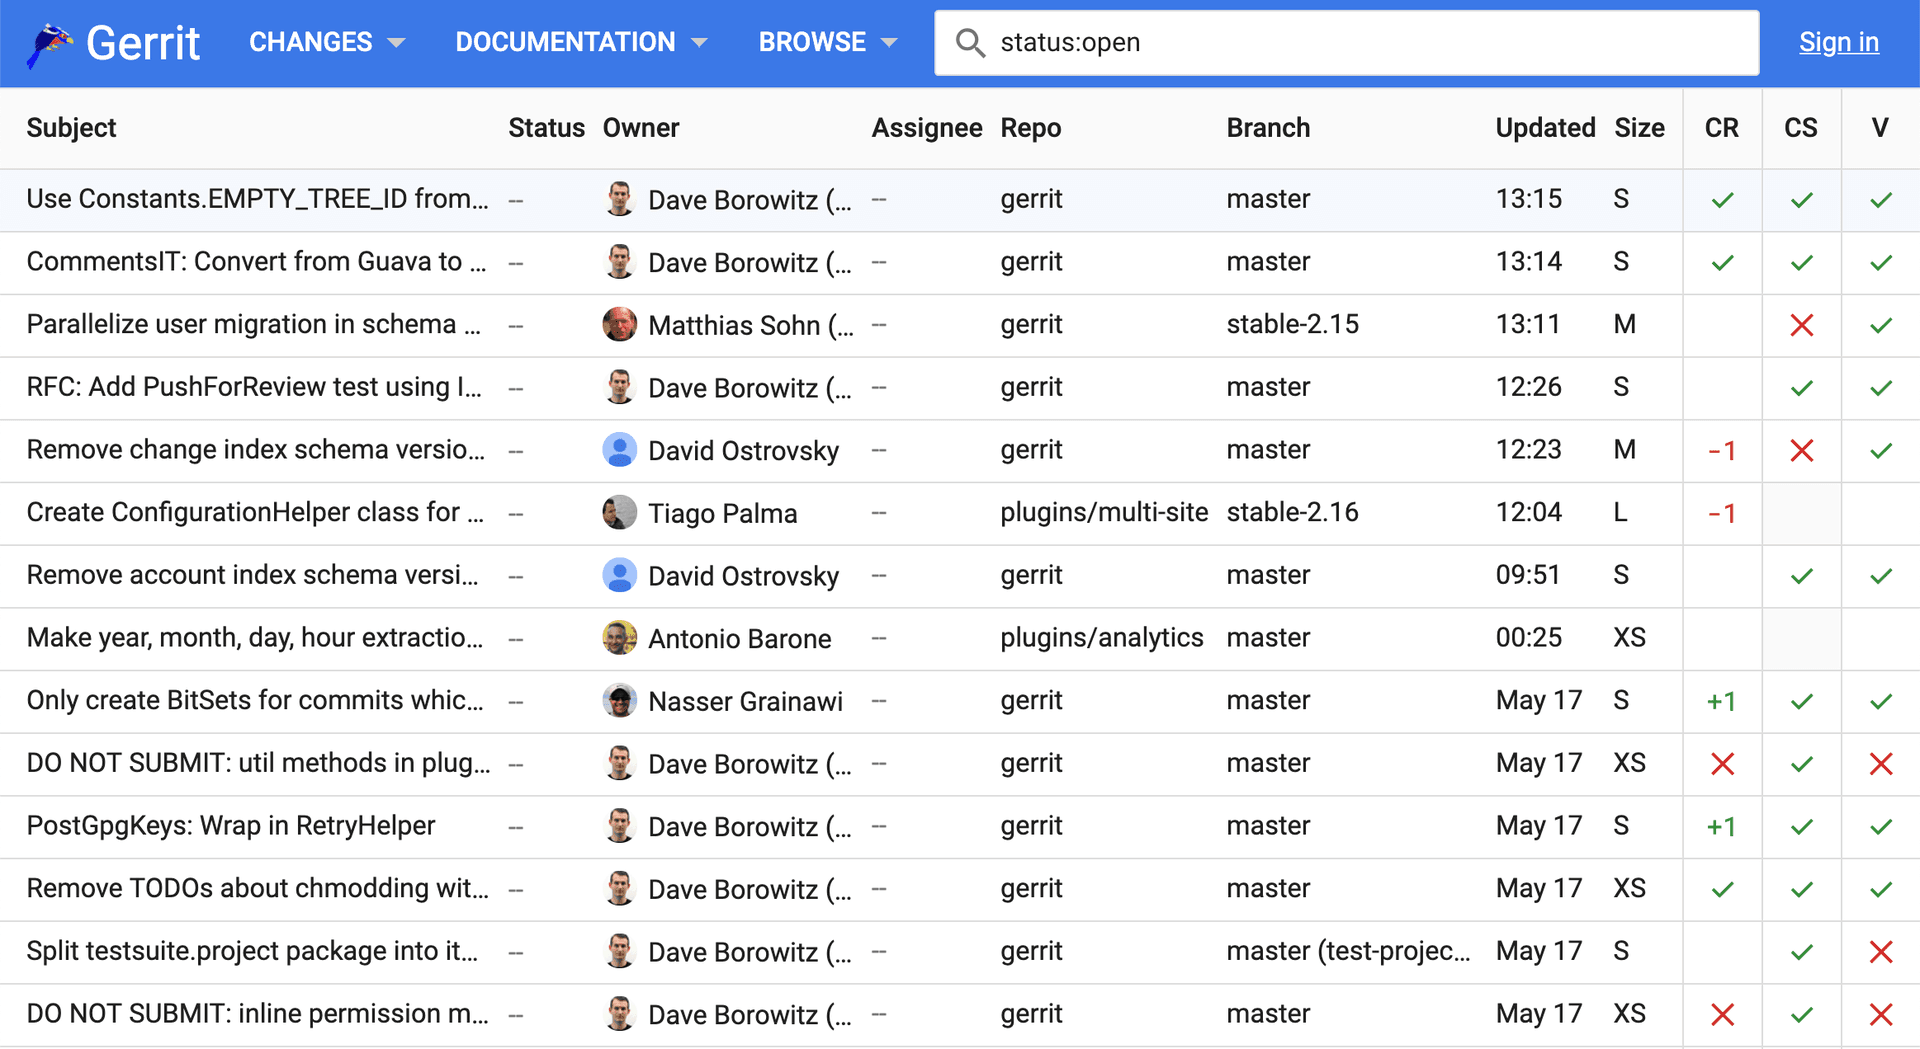 Gerrit CHANGES DOCUMENTATION BROWSE status:open Sign in
Subject Status Owner Assignee Repo Branch Updated Size CR CS V
Use Constants.EMPTY_TREE_ID from... -- Dave Borowitz (... -- gerrit master 13:15 S ✓ ✓ ✓
CommentsIT: Convert from Guava to ... -- Dave Borowitz (... -- gerrit master 13:14 S ✓ ✓ ✓
Parallelize user migration in schema ... -- Matthias Sohn (... -- gerrit stable-2.15 13:11 M ✕ ✓
RFC: Add PushForReview test using I... -- Dave Borowitz (... -- gerrit master 12:26 S ✓ ✓
Remove change index schema versio... -- David Ostrovsky -- gerrit master 12:23 M -1 ✕ ✓
Create ConfigurationHelper class for ... -- Tiago Palma -- plugins/multi-site stable-2.16 12:04 L -1
Remove account index schema versi... -- David Ostrovsky -- gerrit master 09:51 S ✓ ✓
Make year, month, day, hour extractio... -- Antonio Barone -- plugins/analytics master 00:25 XS
Only create BitSets for commits whic... -- Nasser Grainawi -- gerrit master May 17 S +1 ✓ ✓
DO NOT SUBMIT: util methods in plug... -- Dave Borowitz (... -- gerrit master May 17 XS ✕ ✓ ✕
PostGpgKeys: Wrap in RetryHelper -- Dave Borowitz (... -- gerrit master May 17 S +1 ✓ ✓
Remove TODOs about chmodding wit... -- Dave Borowitz (... -- gerrit master May 17 XS ✓ ✓ ✓
Split testsuite.project package into it... -- Dave Borowitz (... -- gerrit master (test-projec... May 17 S ✓ ✕
DO NOT SUBMIT: inline permission m... -- Dave Borowitz (... -- gerrit master May 17 XS ✕ ✓ ✕